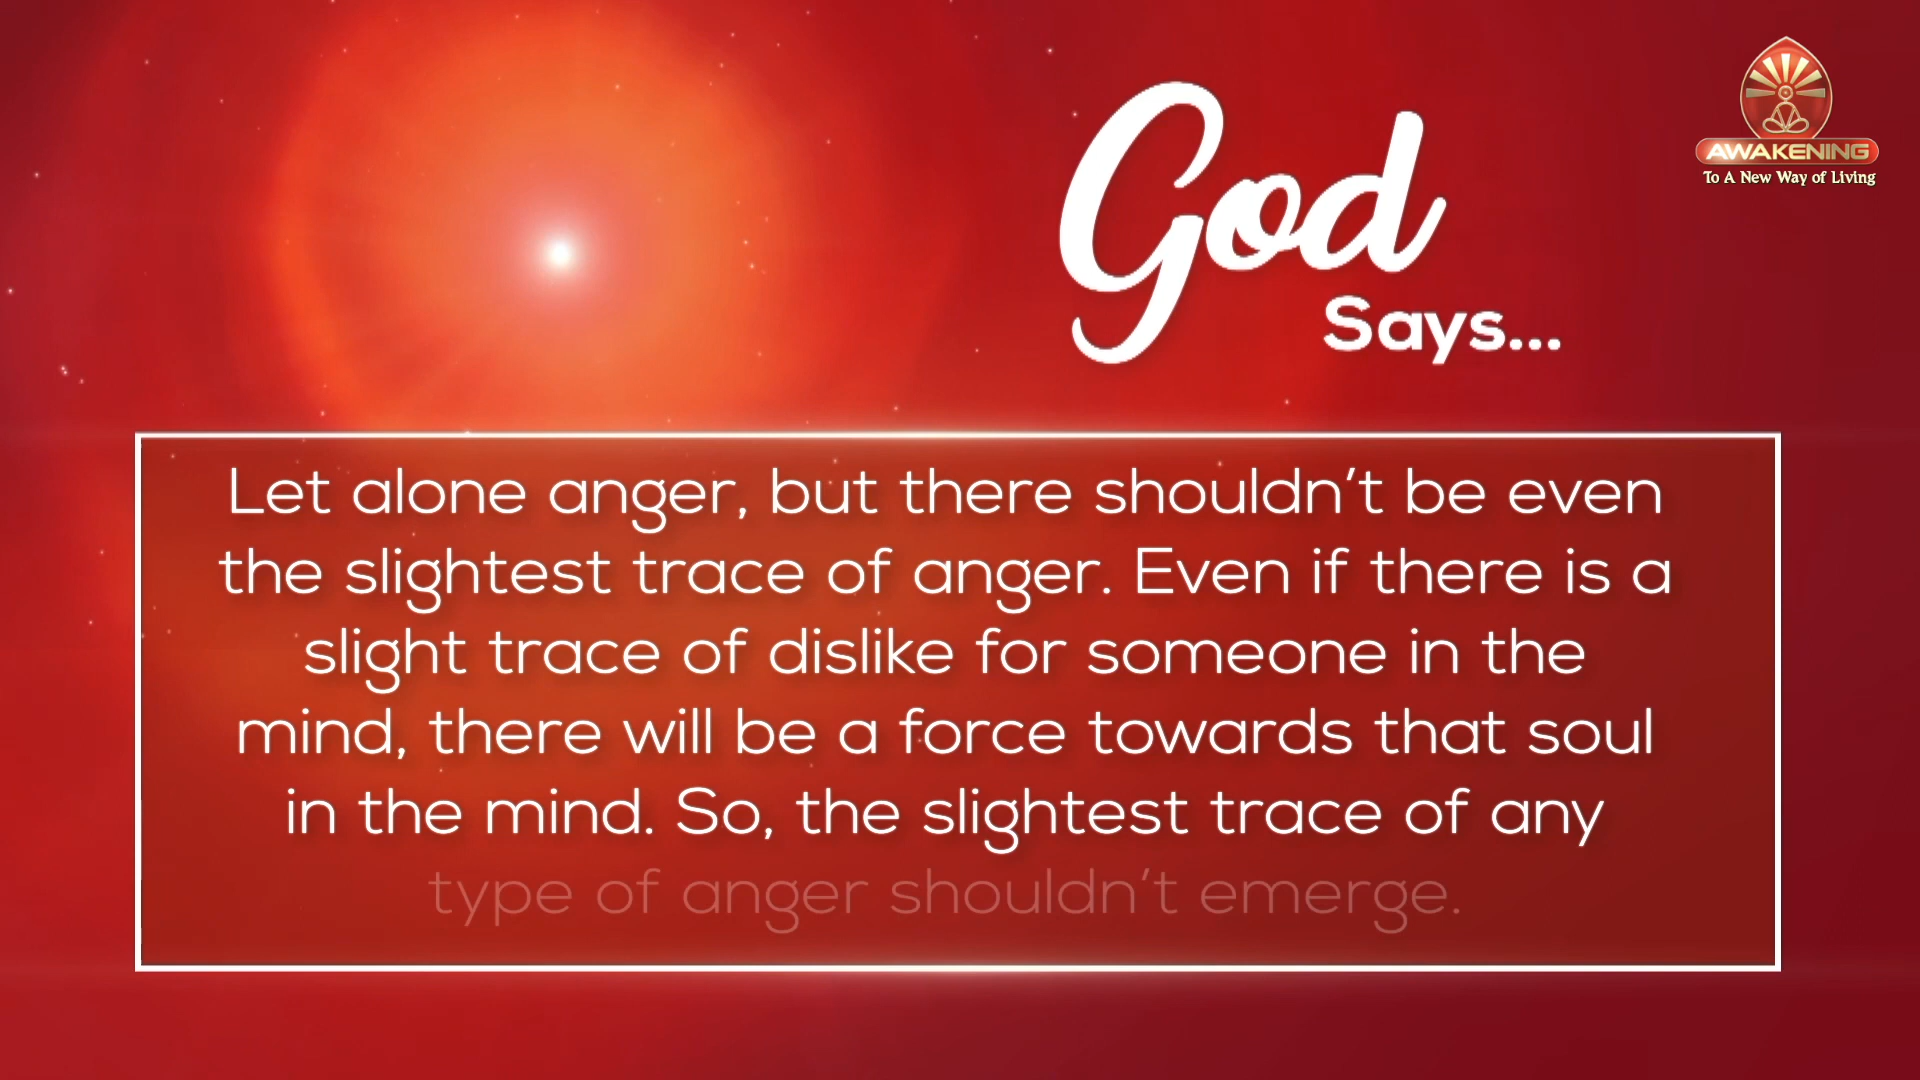 God
Says...
AWAKENING
To A New Way of Living
Let alone anger, but there shouldn't be even
the slightest trace of anger. Even if there is a
slight trace of dislike for someone in the
mind, there will be a force towards that soul
in the mind. So, the slightest trace of any
type of anger shouldn't emerge.